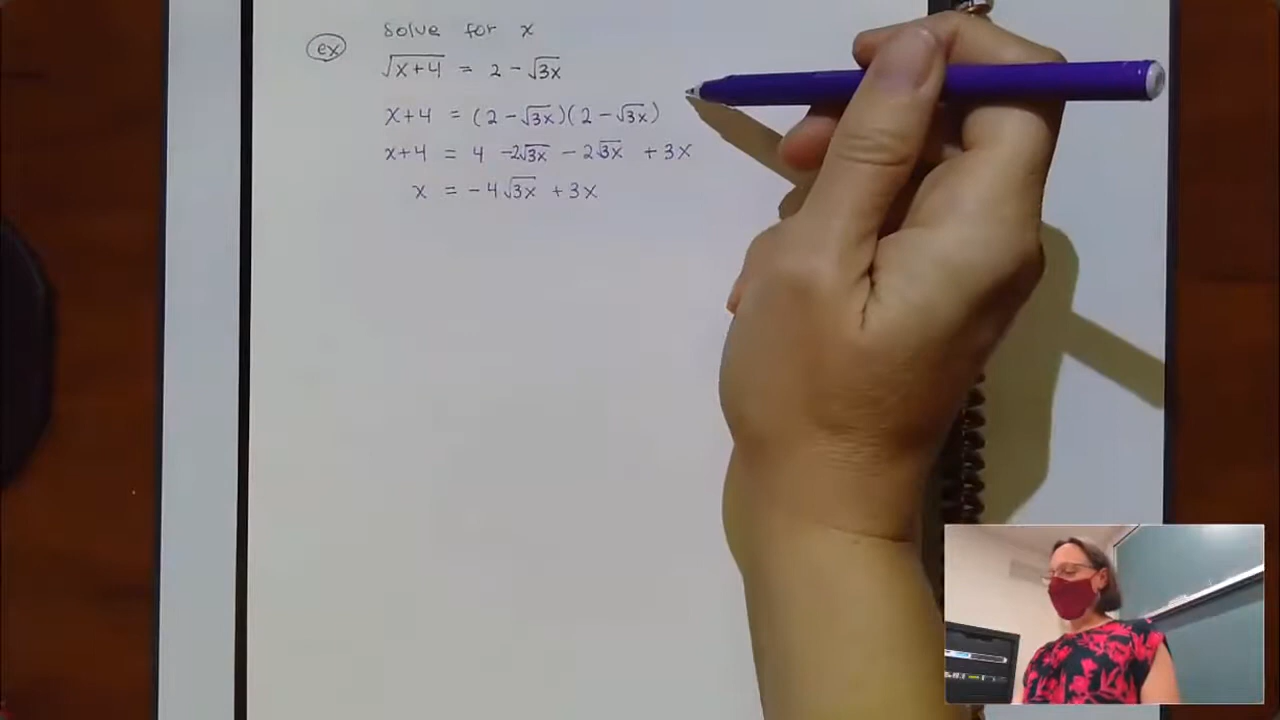 ex solve for x
√x+4 = 2 - √3x
x+4 = (2 - √3x)(2 - √3x)
x+4 = 4 -2√3x - 2√3x + 3x
x = -4√3x + 3x